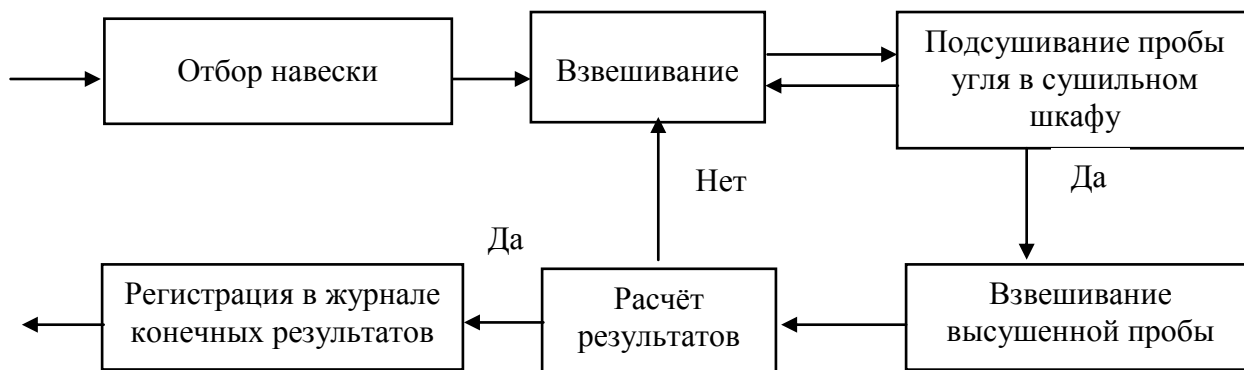 Отбор навески
Взвешивание
Подсушивание пробы
угля в сушильном
шкафу
Нет
Да
Да
Регистрация в журнале
конечных результатов
Расчёт
результатов
Взвешивание
высушенной пробы